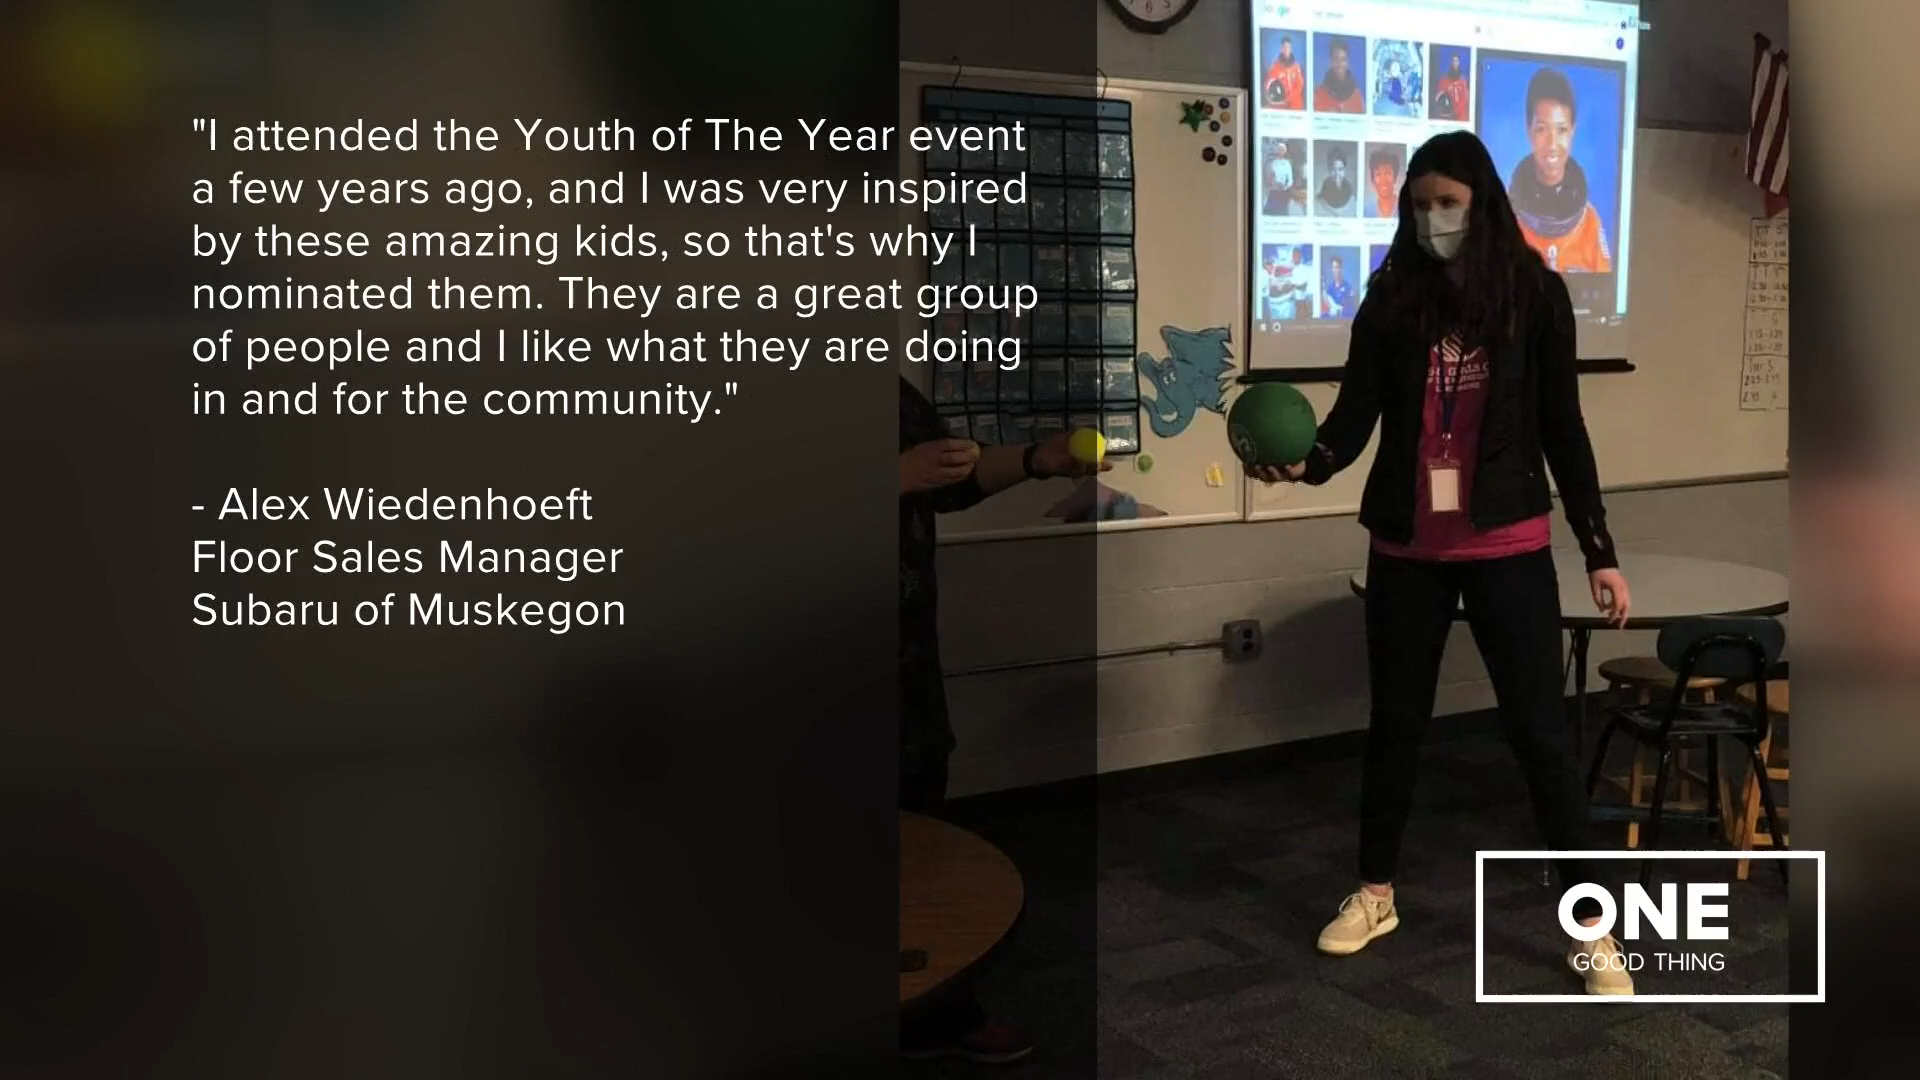 "I attended the Youth of The Year event
a few years ago, and I was very inspired
by these amazing kids, so that's why I
nominated them. They are a great group
of people and I like what they are doing
in and for the community."
- Alex Wiedenhoeft
Floor Sales Manager
Subaru of Muskegon
ONE
GOOD THING